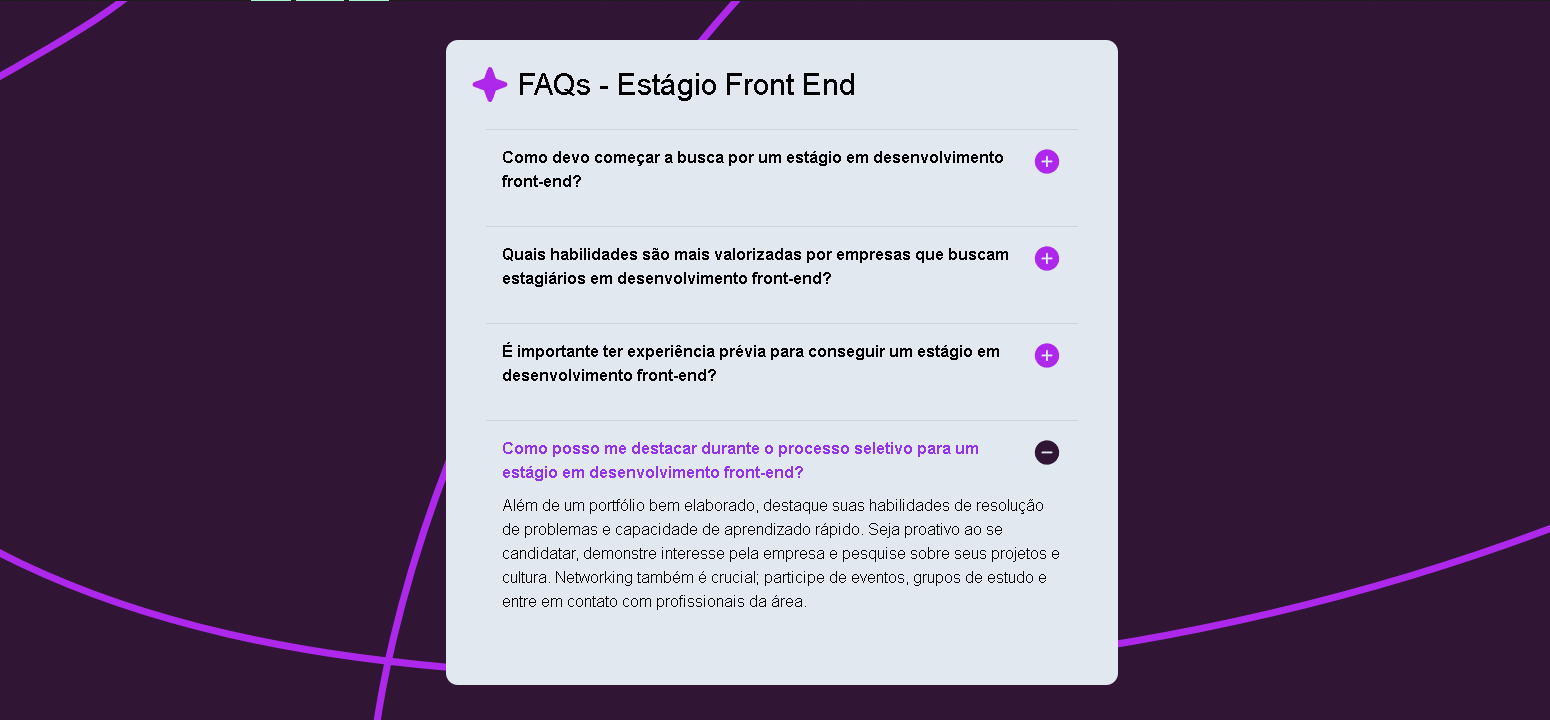 FAQs - Estágio Front End
Como devo começar a busca por um estágio em desenvolvimento
front-end?
Quais habilidades são mais valorizadas por empresas que buscam
estagiários em desenvolvimento front-end?
É importante ter experiência prévia para conseguir um estágio em
desenvolvimento front-end?
Como posso me destacar durante o processo seletivo para um
estágio em desenvolvimento front-end?
Além de um portfólio bem elaborado, destaque suas habilidades de resolução
de problemas e capacidade de aprendizado rápido. Seja proativo ao se
candidatar, demonstre interesse pela empresa e pesquise sobre seus projetos e
cultura. Networking também é crucial; participe de eventos, grupos de estudo e
entre em contato com profissionais da área.